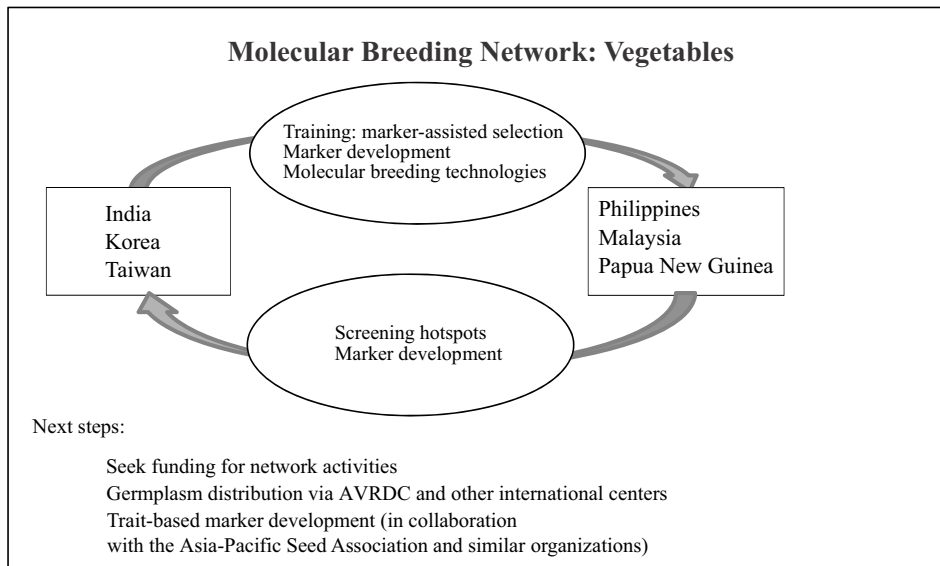 Molecular Breeding Network: Vegetables
Training: marker-assisted selection
Marker development
Molecular breeding technologies
India
Korea
Taiwan
Philippines
Malaysia
Papua New Guinea
Screening hotspots
Marker development
Next steps:
Seek funding for network activities
Germplasm distribution via AVRDC and other international centers
Trait-based marker development (in collaboration
with the Asia-Pacific Seed Association and similar organizations)